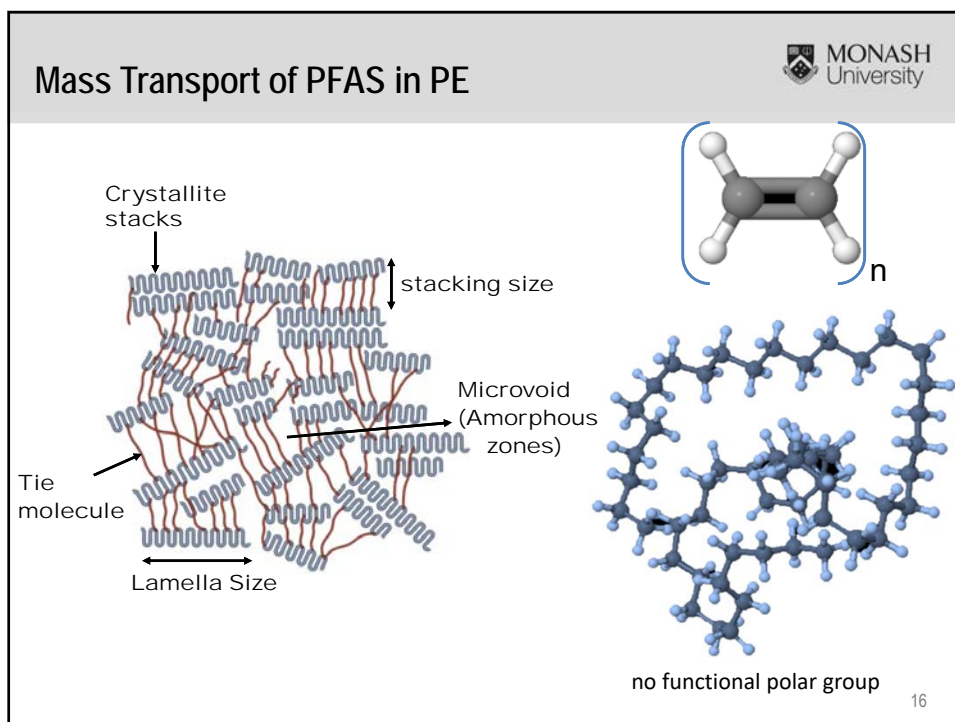 Mass Transport of PFAS in PE
MONASH
University
Crystallite
stacks
stacking size
Microvoid
(Amorphous
zones)
Tie
molecule
Lamella Size
n
no functional polar group
16